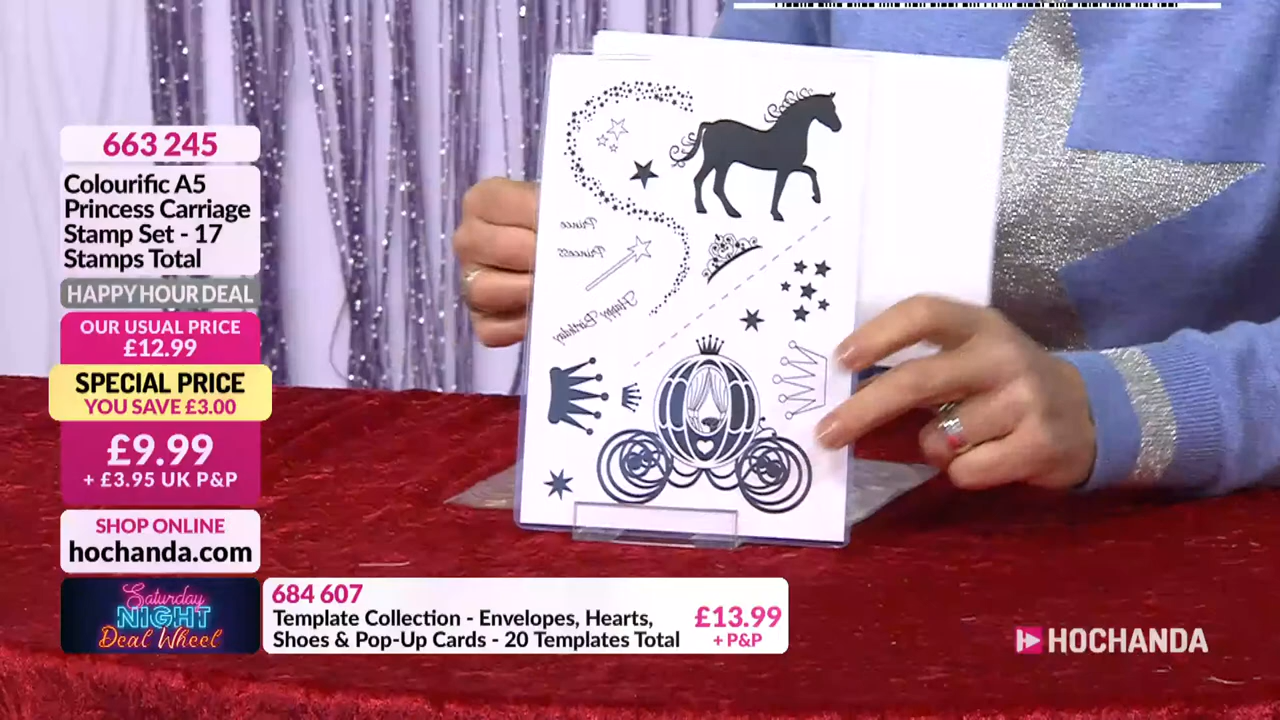 663 245
Colourific A5
Princess Carriage
Stamp Set - 17
Stamps Total
HAPPY HOUR DEAL
OUR USUAL PRICE
£12.99
SPECIAL PRICE
YOU SAVE £3.00
£9.99
+ £3.95 UK P&P
SHOP ONLINE
hochanda.com
Saturday
NIGHT
Deal Wheel
684 607
Template Collection - Envelopes, Hearts,
Shoes & Pop-Up Cards - 20 Templates Total
£13.99
+ P&P
HOCHANDA
Prince
Princess
Happy Birthday